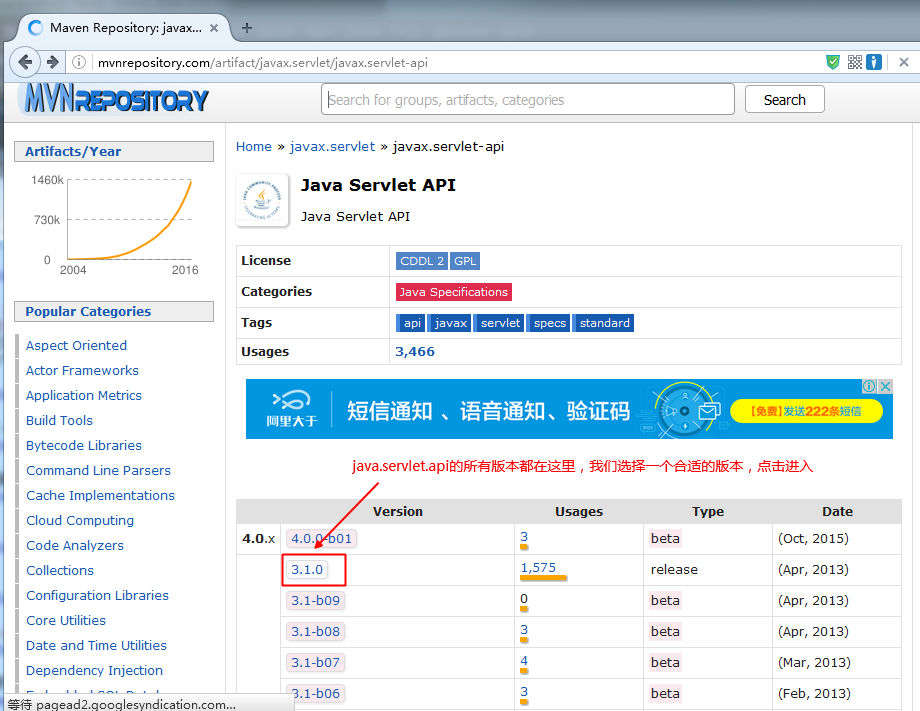 Maven Repository: javax...
mvnrepository.com/artifact/javax.servlet/javax.servlet-api
MVNREPOSITORY
Search for groups, artifacts, categories
Search
Artifacts/Year
1460k
730k
0
2004 2016
Popular Categories
Aspect Oriented
Actor Frameworks
Application Metrics
Build Tools
Bytecode Libraries
Command Line Parsers
Cache Implementations
Cloud Computing
Code Analyzers
Collections
Configuration Libraries
Core Utilities
Date and Time Utilities
Dependency Injection
Home » javax.servlet » javax.servlet-api
Java Servlet API
Java Servlet API
License CDDL 2 GPL
Categories Java Specifications
Tags api javax servlet specs standard
Usages 3,466
阿里大于 短信通知 、语音通知、验证码 【免费】发送222条短信
java.servlet.api的所有版本都在这里，我们选择一个合适的版本，点击进入
Version Usages Type Date
4.0.x 4.0.0-b01 3 beta (Oct, 2015)
3.1.0 1,575 release (Apr, 2013)
3.1-b09 0 beta (Apr, 2013)
3.1-b08 3 beta (Apr, 2013)
3.1-b07 4 beta (Mar, 2013)
3.1-b06 3 beta (Feb, 2013)
等待 pagead2.googlesyndication.com...